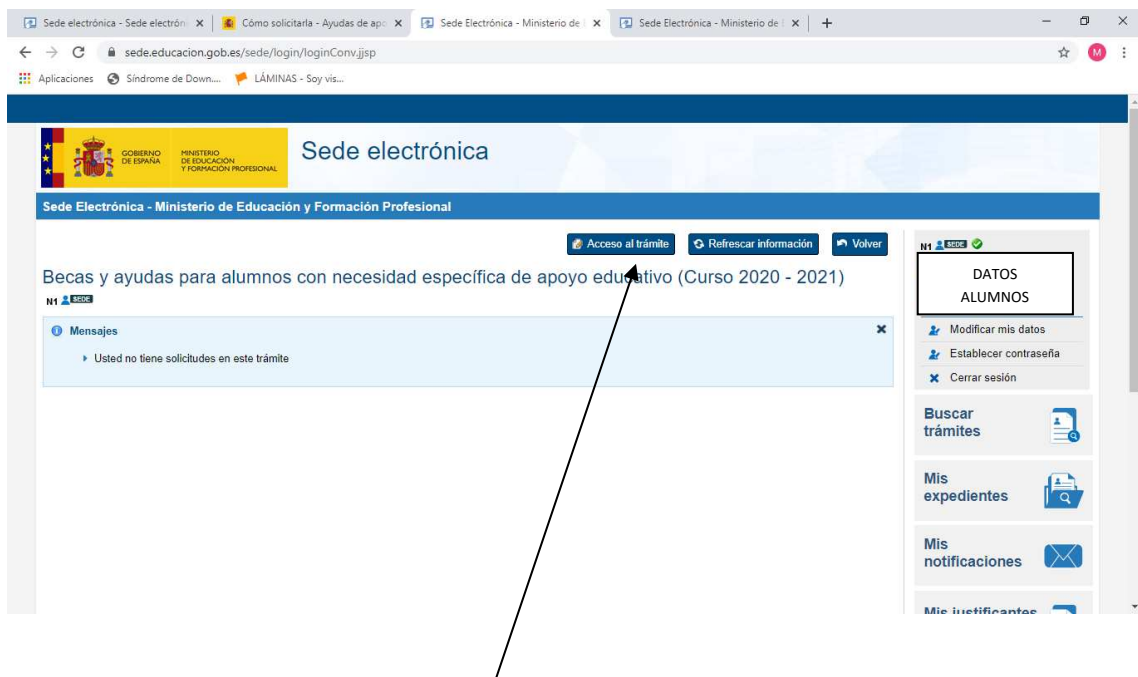 Sede electrónica - Sede electrón
Cómo solicitarla - Ayudas de apo
Sede Electrónica - Ministerio de
Sede Electrónica - Ministerio de
sede.educacion.gob.es/sede/login/loginConv.jjsp
M
Aplicaciones
Síndrome de Down....
LÁMINAS - Soy vis...
GOBIERNO DE ESPAÑA
MINISTERIO DE EDUCACIÓN Y FORMACIÓN PROFESIONAL
Sede electrónica
Sede Electrónica - Ministerio de Educación y Formación Profesional
Acceso al trámite
Refrescar información
Volver
Becas y ayudas para alumnos con necesidad específica de apoyo educativo (Curso 2020 - 2021)
N1 SEDE
Mensajes
Usted no tiene solicitudes en este trámite
N1 SEDE
DATOS
ALUMNOS
Modificar mis datos
Establecer contraseña
Cerrar sesión
Buscar
trámites
Mis
expedientes
Mis
notificaciones
Mis justificantes